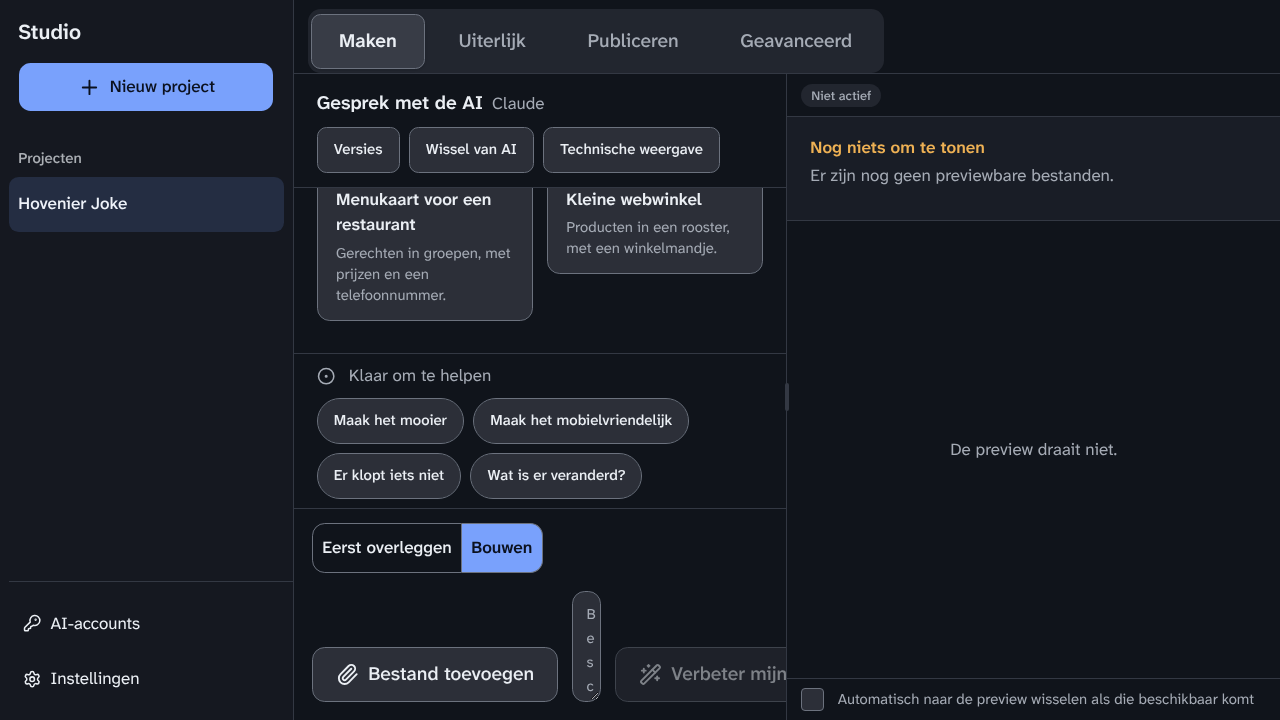 Studio
Nieuw project
Projecten
Hovenier Joke
AI-accounts
Instellingen
Maken
Uiterlijk
Publiceren
Geavanceerd
Gesprek met de AI Claude
Versies
Wissel van AI
Technische weergave
Menukaart voor een
restaurant
Gerechten in groepen, met
prijzen en een
telefoonnummer.
Kleine webwinkel
Producten in een rooster,
met een winkelmandje.
Klaar om te helpen
Maak het mooier
Maak het mobielvriendelijk
Er klopt iets niet
Wat is er veranderd?
Eerst overleggen
Bouwen
Bestand toevoegen
B
e
s
c
Verbeter mijn
Niet actief
Nog niets om te tonen
Er zijn nog geen previewbare bestanden.
De preview draait niet.
Automatisch naar de preview wisselen als die beschikbaar komt